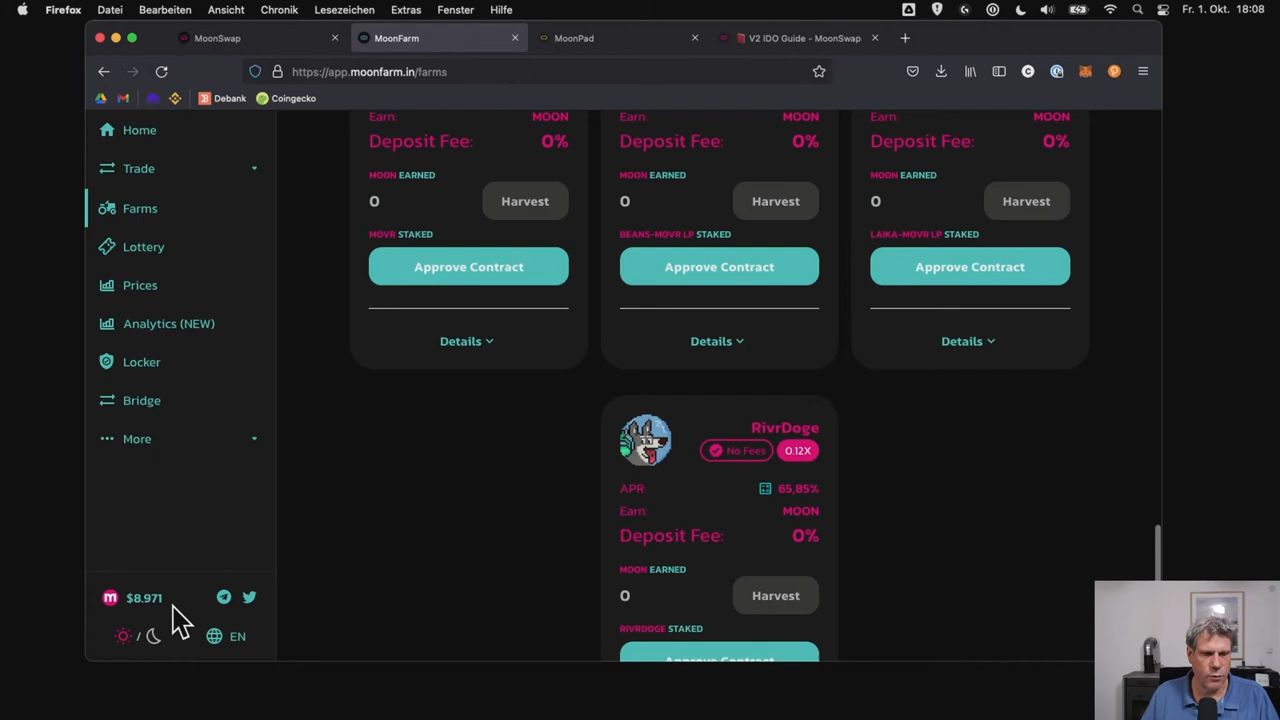 Firefox Datei Bearbeiten Ansicht Chronik Lesezeichen Extras Fenster Hilfe Fr. 1. Okt. 18:08
MoonSwap MoonFarm MoonPad V2 IDO Guide - MoonSwap
https://app.moonfarm.in/farms
Debank Coingecko
Home
Trade
Farms
Lottery
Prices
Analytics (NEW)
Locker
Bridge
More
$8.971
EN
Earn: MOON
Deposit Fee: 0%
MOON EARNED
0 Harvest
MOVR STAKED
Approve Contract
Details
Earn: MOON
Deposit Fee: 0%
MOON EARNED
0 Harvest
BEANS-MOVR LP STAKED
Approve Contract
Details
Earn: MOON
Deposit Fee: 0%
MOON EARNED
0 Harvest
LAIKA-MOVR LP STAKED
Approve Contract
Details
RivrDoge
No Fees 0.12X
APR: 65,85%
Earn: MOON
Deposit Fee: 0%
MOON EARNED
0 Harvest
RIVRDOGE STAKED
Approve Contract